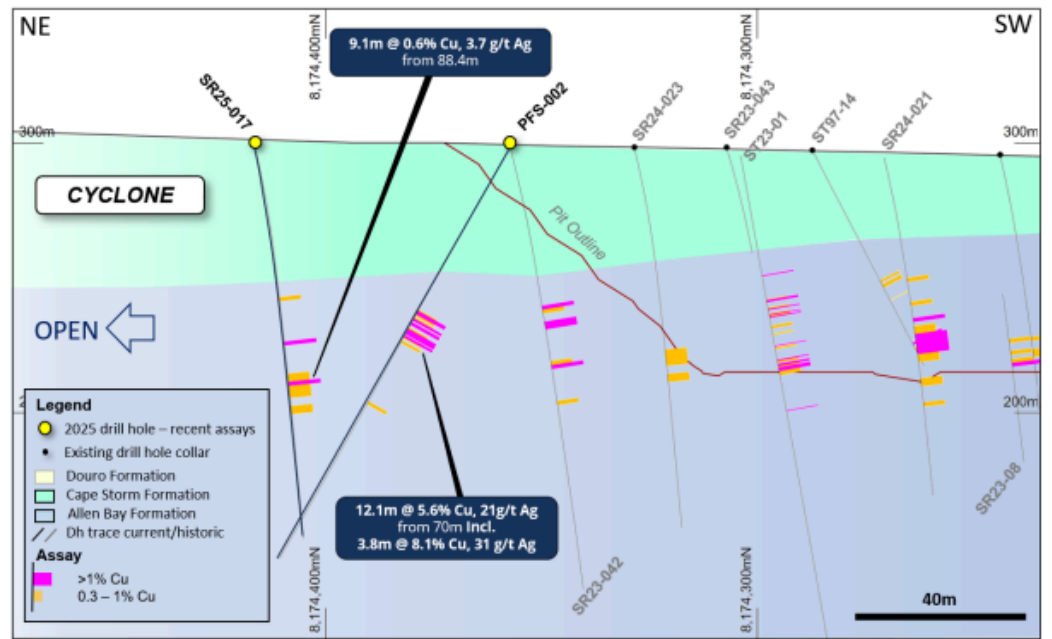 NE
SW
9.1m @ 0.6% Cu, 3.7 g/t Ag
from 88.4m
8,174,400mN
8,174,300mN
SR25-017
PFS-002
SR24-023
SR23-043
ST23-01
ST97-14
SR24-021
300m
300m
CYCLONE
Pit Outline
OPEN
200m
Legend
2025 drill hole – recent assays
Existing drill hole collar
Douro Formation
Cape Storm Formation
Allen Bay Formation
Dh trace current/historic
Assay
>1% Cu
0.3 – 1% Cu
12.1m @ 5.6% Cu, 21g/t Ag
from 70m Incl.
3.8m @ 8.1% Cu, 31 g/t Ag
SR23-042
SR23-08
8,174,400mN
8,174,300mN
40m